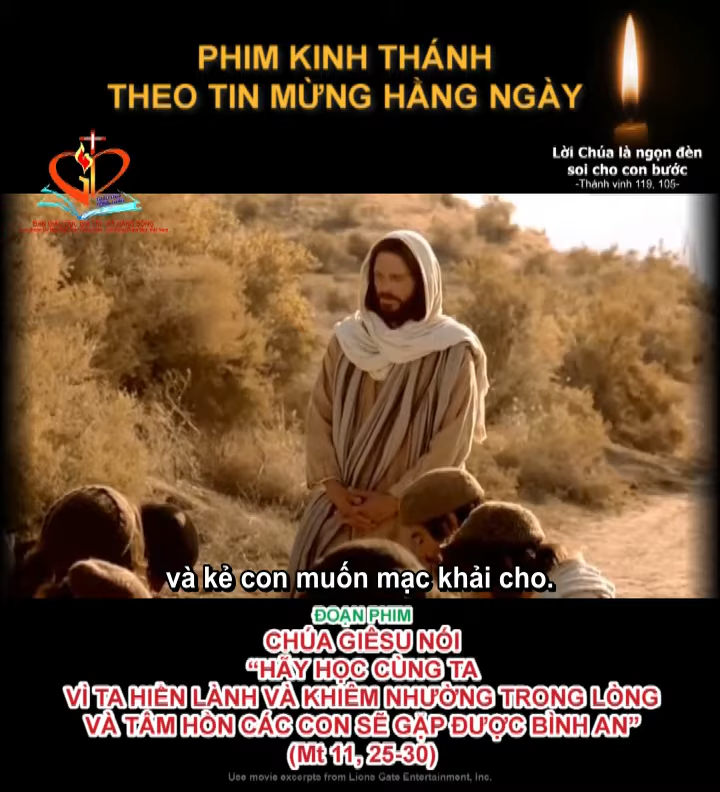 PHIM KINH THÁNH
THEO TIN MỪNG HẰNG NGÀY
Lời Chúa là ngọn đèn
soi cho con bước
-Thánh vịnh 119, 105-
và kẻ con muốn mạc khải cho.
ĐOẠN PHIM
CHÚA GIÊSU NÓI
“HÃY HỌC CÙNG TA
VÌ TA HIỀN LÀNH VÀ KHIÊM NHƯỜNG TRONG LÒNG
VÀ TÂM HỒN CÁC CON SẼ GẶP ĐƯỢC BÌNH AN”
(Mt 11, 25-30)
Use movie excerpts from Lions Gate Entertainment, Inc.